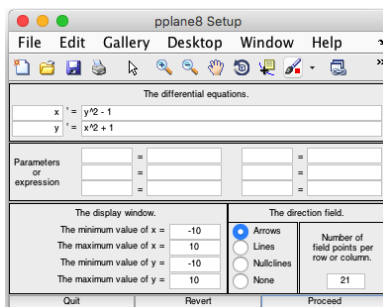 pplane8 Setup
File Edit Gallery Desktop Window Help
The differential equations.
x ' = y^2 - 1
y ' = x^2 + 1
Parameters or expression
= =
= =
= =
The display window.
The minimum value of x = -10
The maximum value of x = 10
The minimum value of y = -10
The maximum value of y = 10
The direction field.
Arrows
Lines
Nullclines
None
Number of
field points per
row or column.
21
Quit Revert Proceed